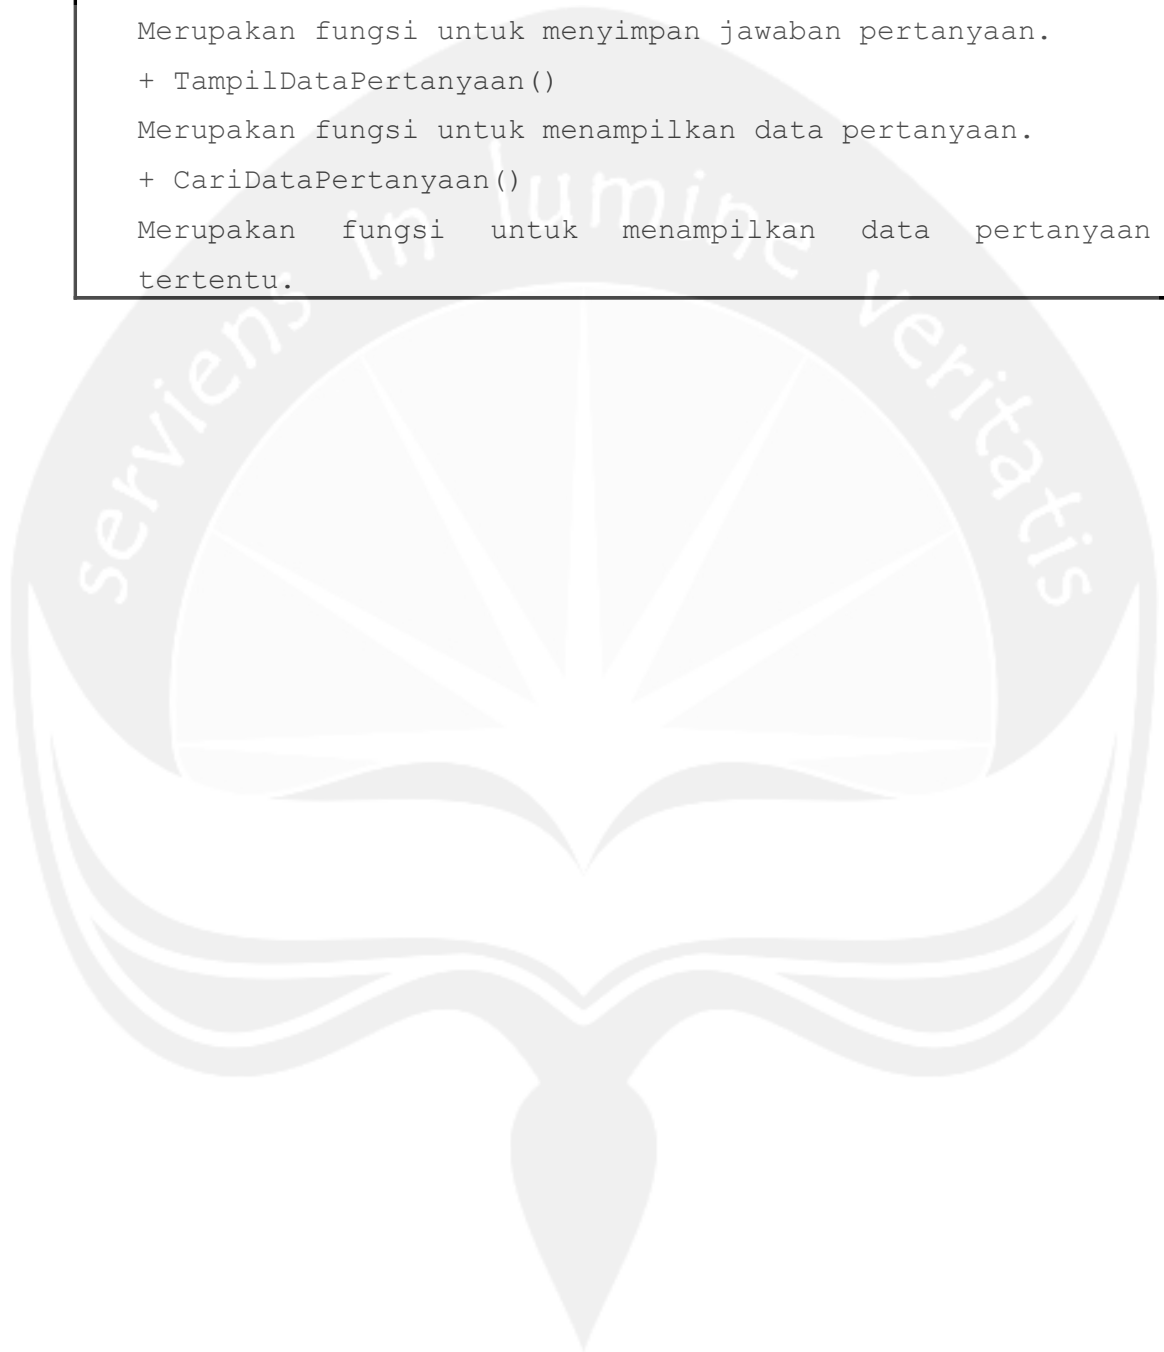 Merupakan fungsi untuk menyimpan jawaban pertanyaan.
+ TampilDataPertanyaan()
Merupakan fungsi untuk menampilkan data pertanyaan.
+ CariDataPertanyaan()
Merupakan fungsi untuk menampilkan data pertanyaan
tertentu.
serviens in lumine veritatis